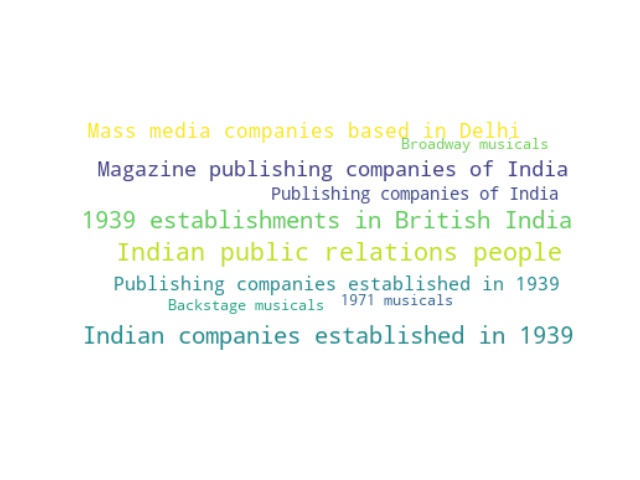 Mass media companies based in Delhi
Broadway musicals
Magazine publishing companies of India
Publishing companies of India
1939 establishments in British India
Indian public relations people
Publishing companies established in 1939
Backstage musicals
1971 musicals
Indian companies established in 1939